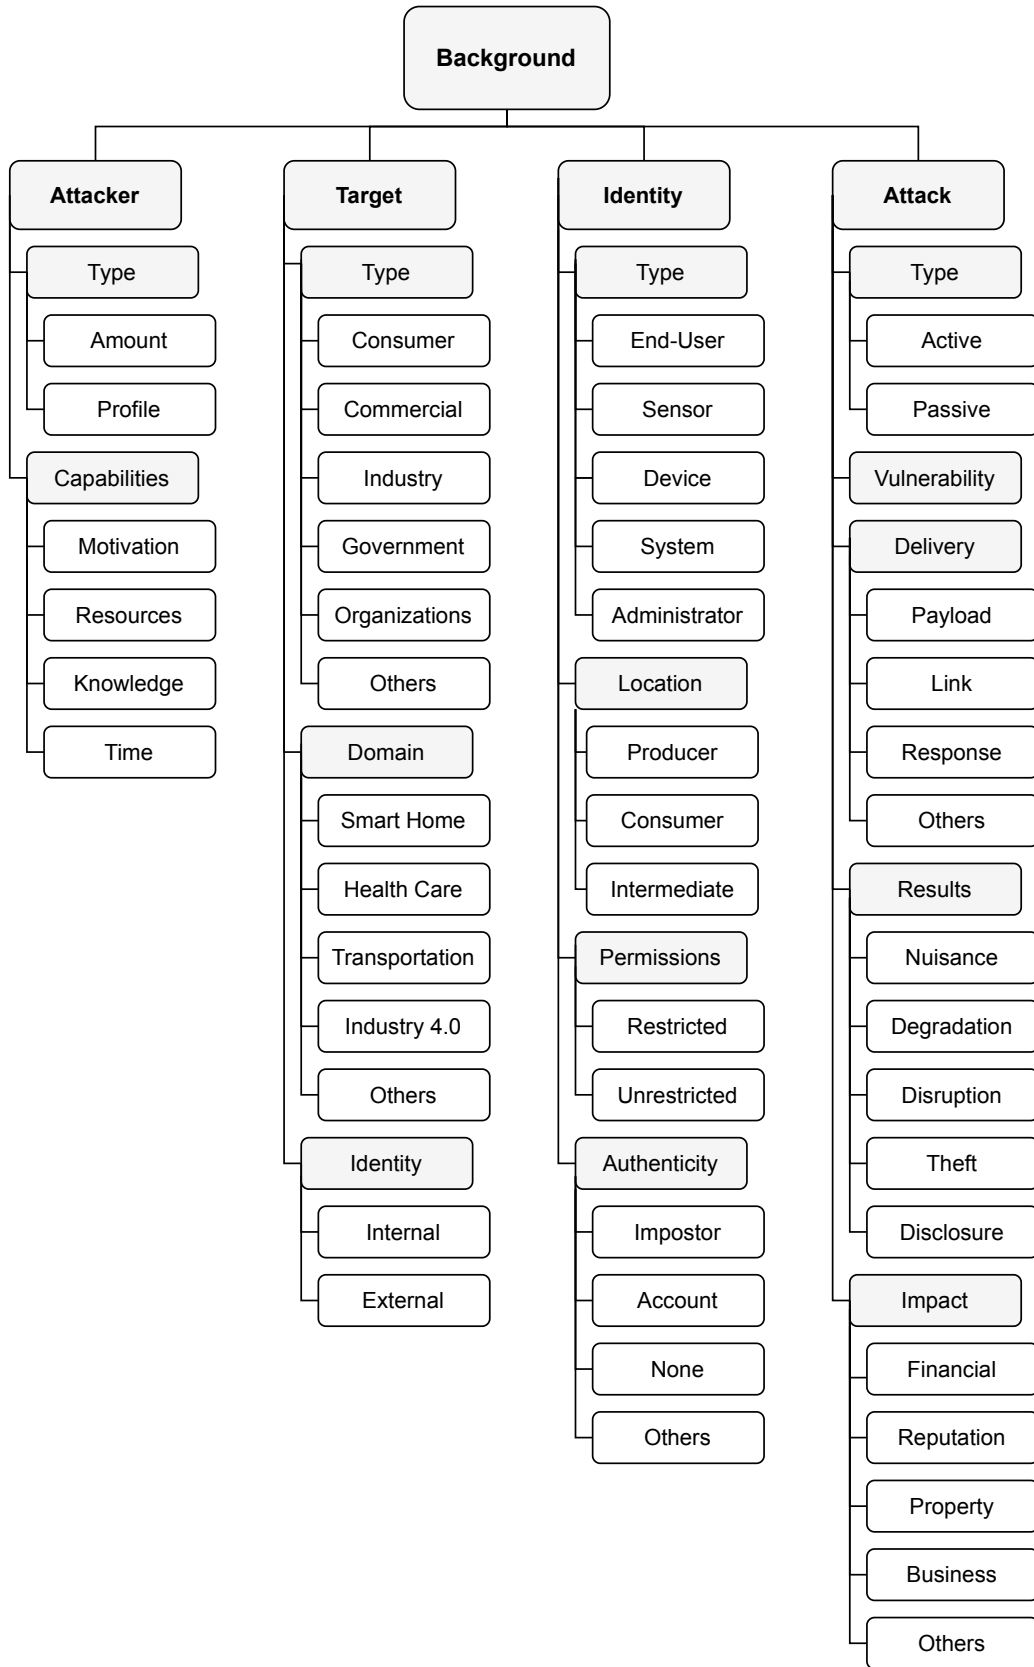 Background
Attacker
Type
Amount
Profile
Capabilities
Motivation
Resources
Knowledge
Time
Target
Type
Consumer
Commercial
Industry
Government
Organizations
Others
Domain
Smart Home
Health Care
Transportation
Industry 4.0
Others
Identity
Internal
External
Identity
Type
End-User
Sensor
Device
System
Administrator
Location
Producer
Consumer
Intermediate
Permissions
Restricted
Unrestricted
Authenticity
Impostor
Account
None
Others
Attack
Type
Active
Passive
Vulnerability
Delivery
Payload
Link
Response
Others
Results
Nuisance
Degradation
Disruption
Theft
Disclosure
Impact
Financial
Reputation
Property
Business
Others